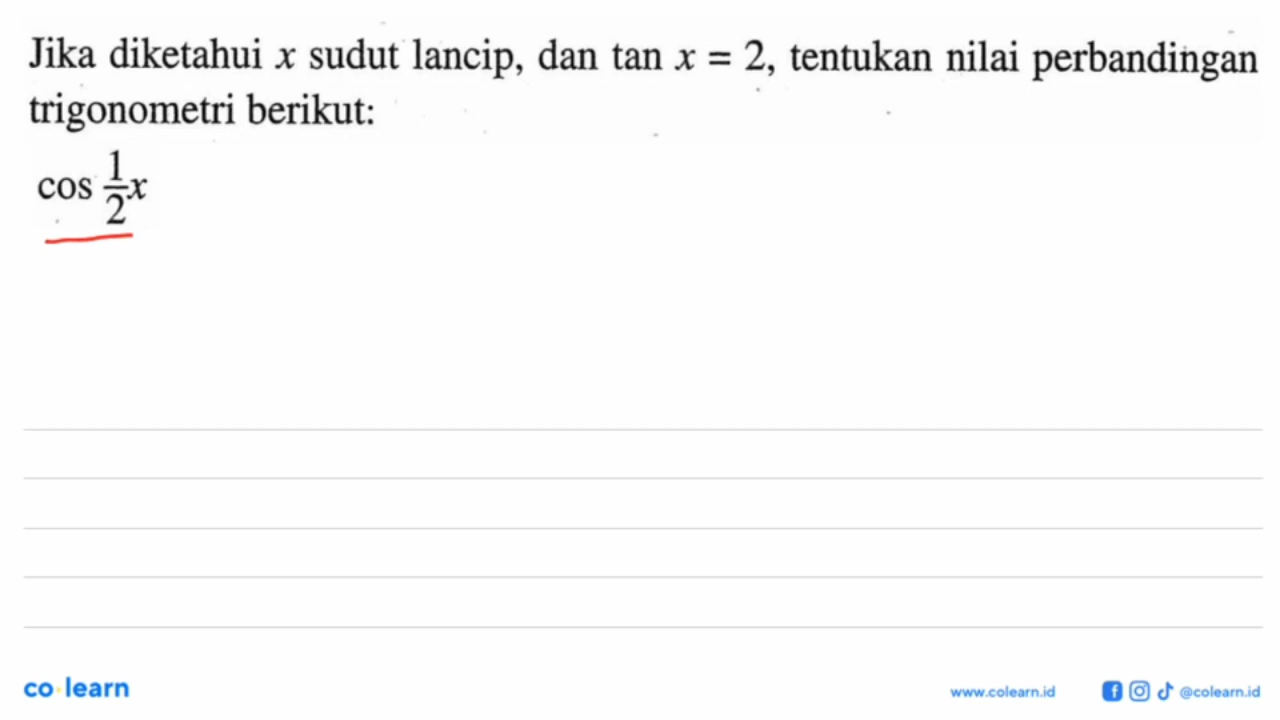 Jika diketahui x sudut lancip, dan tan x = 2, tentukan nilai perbandingan
trigonometri berikut:
cos 1/2 x
co learn
www.colearn.id @colearn.id